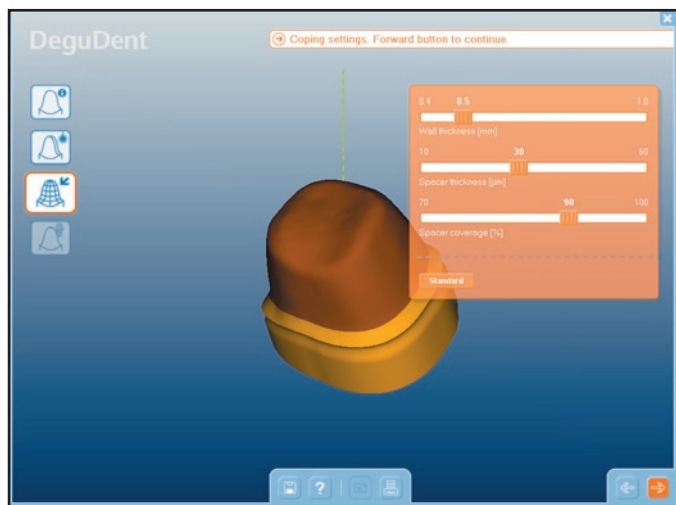 DeguDent
Coping settings. Forward button to continue.
0.4 0.5 1.0
Wall thickness [mm]
10 30 60
Spacer thickness [µm]
70 90 100
Spacer coverage [%]
Standard
?